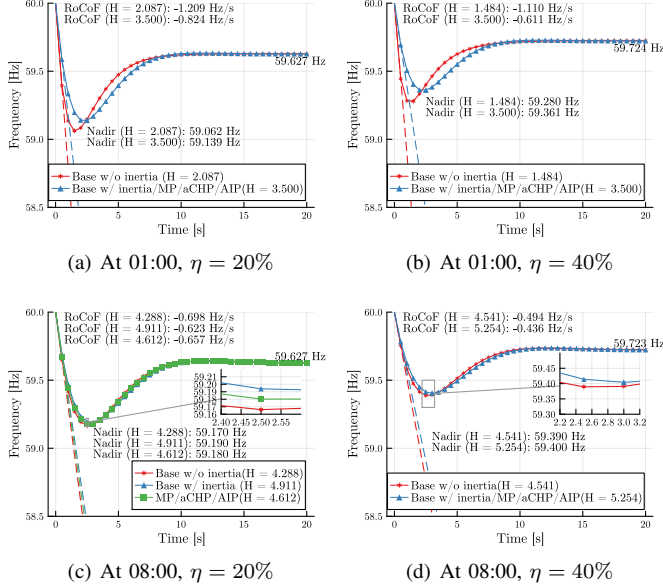 RoCoF (H = 2.087): -1.209 Hz/s
RoCoF (H = 3.500): -0.824 Hz/s
60.0
59.5
59.0
58.5
Frequency [Hz]
59.627 Hz
Nadir (H = 2.087): 59.062 Hz
Nadir (H = 3.500): 59.139 Hz
Base w/o inertia (H = 2.087)
Base w/ inertia/MP/aCHP/AIP(H = 3.500)
0 5 10 15 20
Time [s]
(a) At 01:00, η = 20%
RoCoF (H = 1.484): -1.110 Hz/s
RoCoF (H = 3.500): -0.611 Hz/s
60.0
59.5
59.0
58.5
Frequency [Hz]
59.724 Hz
Nadir (H = 1.484): 59.280 Hz
Nadir (H = 3.500): 59.361 Hz
Base w/o inertia (H = 1.484)
Base w/ inertia/MP/aCHP/AIP(H = 3.500)
0 5 10 15 20
Time [s]
(b) At 01:00, η = 40%
RoCoF (H = 4.288): -0.698 Hz/s
RoCoF (H = 4.911): -0.623 Hz/s
RoCoF (H = 4.612): -0.657 Hz/s
60.0
59.5
59.0
58.5
Frequency [Hz]
59.627 Hz
59.21
59.20
59.19
59.18
59.17
59.16
2.40 2.45 2.50 2.55
Nadir (H = 4.288): 59.170 Hz
Nadir (H = 4.911): 59.190 Hz
Nadir (H = 4.612): 59.180 Hz
Base w/o inertia(H = 4.288)
Base w/ inertia (H = 4.911)
MP/aCHP/AIP(H = 4.612)
0 5 10 15 20
Time [s]
(c) At 08:00, η = 20%
RoCoF (H = 4.541): -0.494 Hz/s
RoCoF (H = 5.254): -0.436 Hz/s
60.0
59.5
59.0
58.5
Frequency [Hz]
59.723 Hz
59.45
59.40
59.35
59.30
2.2 2.4 2.6 2.8 3.0 3.2
Nadir (H = 4.541): 59.390 Hz
Nadir (H = 5.254): 59.400 Hz
Base w/o inertia(H = 4.541)
Base w/ inertia/MP/aCHP/AIP(H = 5.254)
0 5 10 15 20
Time [s]
(d) At 08:00, η = 40%